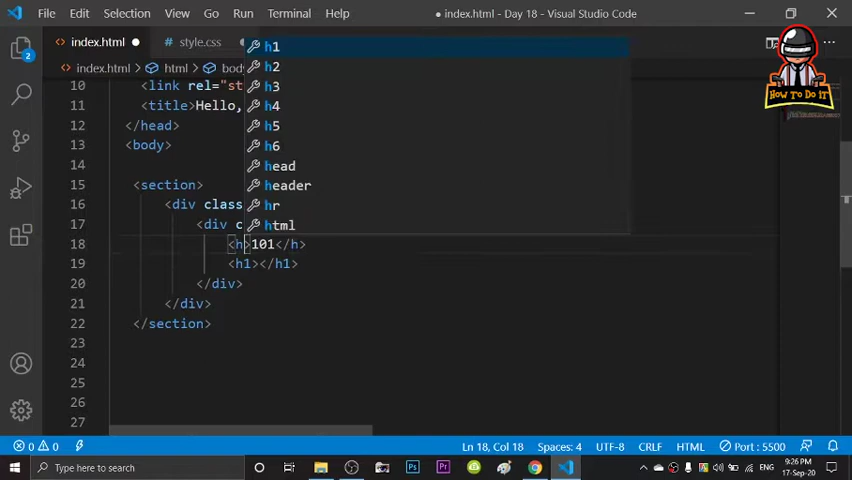 File Edit Selection View Go Run Terminal Help ● index.html - Day 18 - Visual Studio Code
<> index.html ● style.css
HOW TO DO IT
<> index.html > html > body
h1
h2
h3
h4
h5
h6
head
header
hr
html
10 <link rel="st
11 <title>Hello,
12 </head>
13 <body>
14
15 <section>
16 <div class
17 <div c
18 <h>101</h>
19 <h1></h1>
20 </div>
21 </div>
22 </section>
23
24
25
26
27
2
0 0 Ln 18, Col 18 Spaces: 4 UTF-8 CRLF HTML Port : 5500
Type here to search
Ps Pr ENG 9:26 PM
17-Sep-20